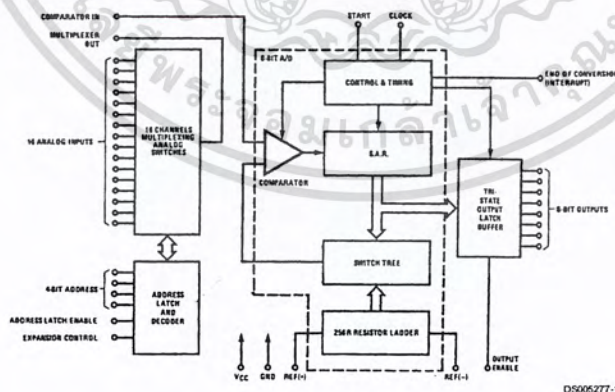 COMPARATOR IN
MULTIPLEXER
OUT
START
CLOCK
8-BIT A/D
CONTROL & TIMING
END OF CONVERSION
(INTERRUPT)
16 ANALOG INPUTS
16 CHANNELS
MULTIPLEXING
ANALOG
SWITCHES
S.A.R.
COMPARATOR
TRI-
STATE
OUTPUT
LATCH
BUFFER
8-BIT OUTPUTS
SWITCH TREE
4-BIT ADDRESS
ADDRESS
LATCH
AND
DECODER
ADDRESS LATCH ENABLE
EXPANSION CONTROL
256R RESISTOR LADDER
VCC
GND
REF(+)
REF(-)
OUTPUT
ENABLE
DS005277-1